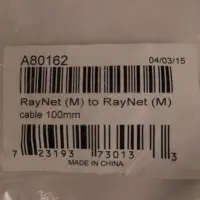 A80162 04/03/15
RayNet (M) to RayNet (M)
cable 100mm
7 23193 73013 3
MADE IN CHINA